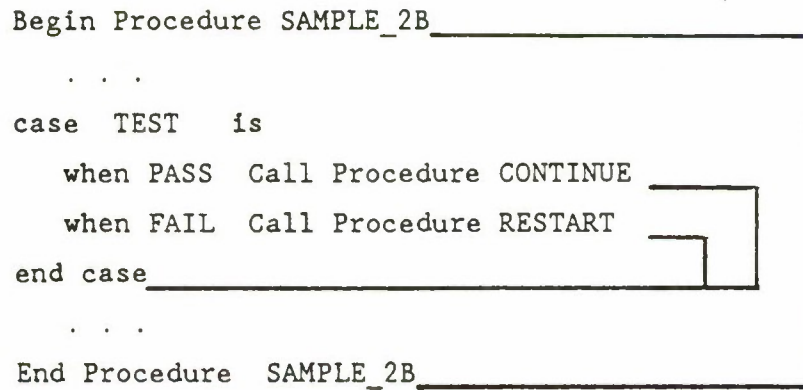 Begin Procedure SAMPLE_2B
. . .
case TEST is
when PASS Call Procedure CONTINUE
when FAIL Call Procedure RESTART
end case
. . .
End Procedure SAMPLE_2B